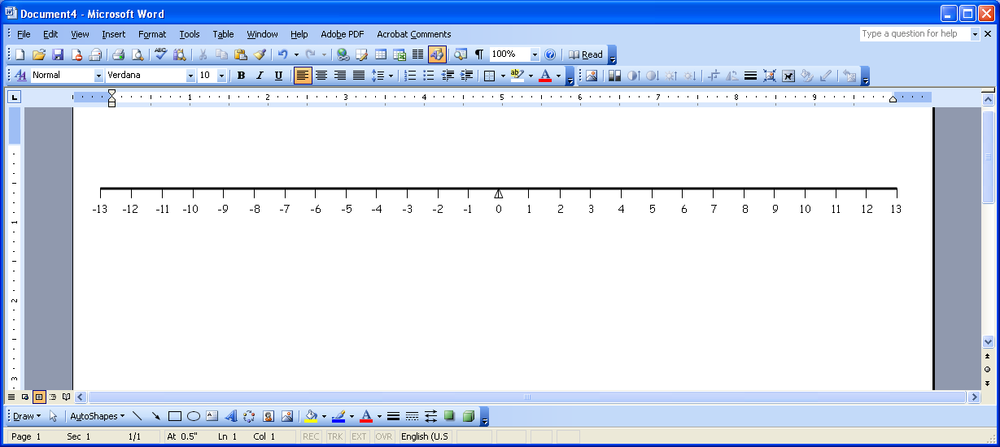 Document4 - Microsoft Word
File Edit View Insert Format Tools Table Window Help Adobe PDF Acrobat Comments Type a question for help
100% Read
Normal Verdana 10 B I U A
1 2 3 4 5 6 7 8 9
-13 -12 -11 -10 -9 -8 -7 -6 -5 -4 -3 -2 -1 0 1 2 3 4 5 6 7 8 9 10 11 12 13
1
2
3
Draw AutoShapes A
Page 1 Sec 1 1/1 At 0.5" Ln 1 Col 1 REC TRK EXT OVR English (U.S